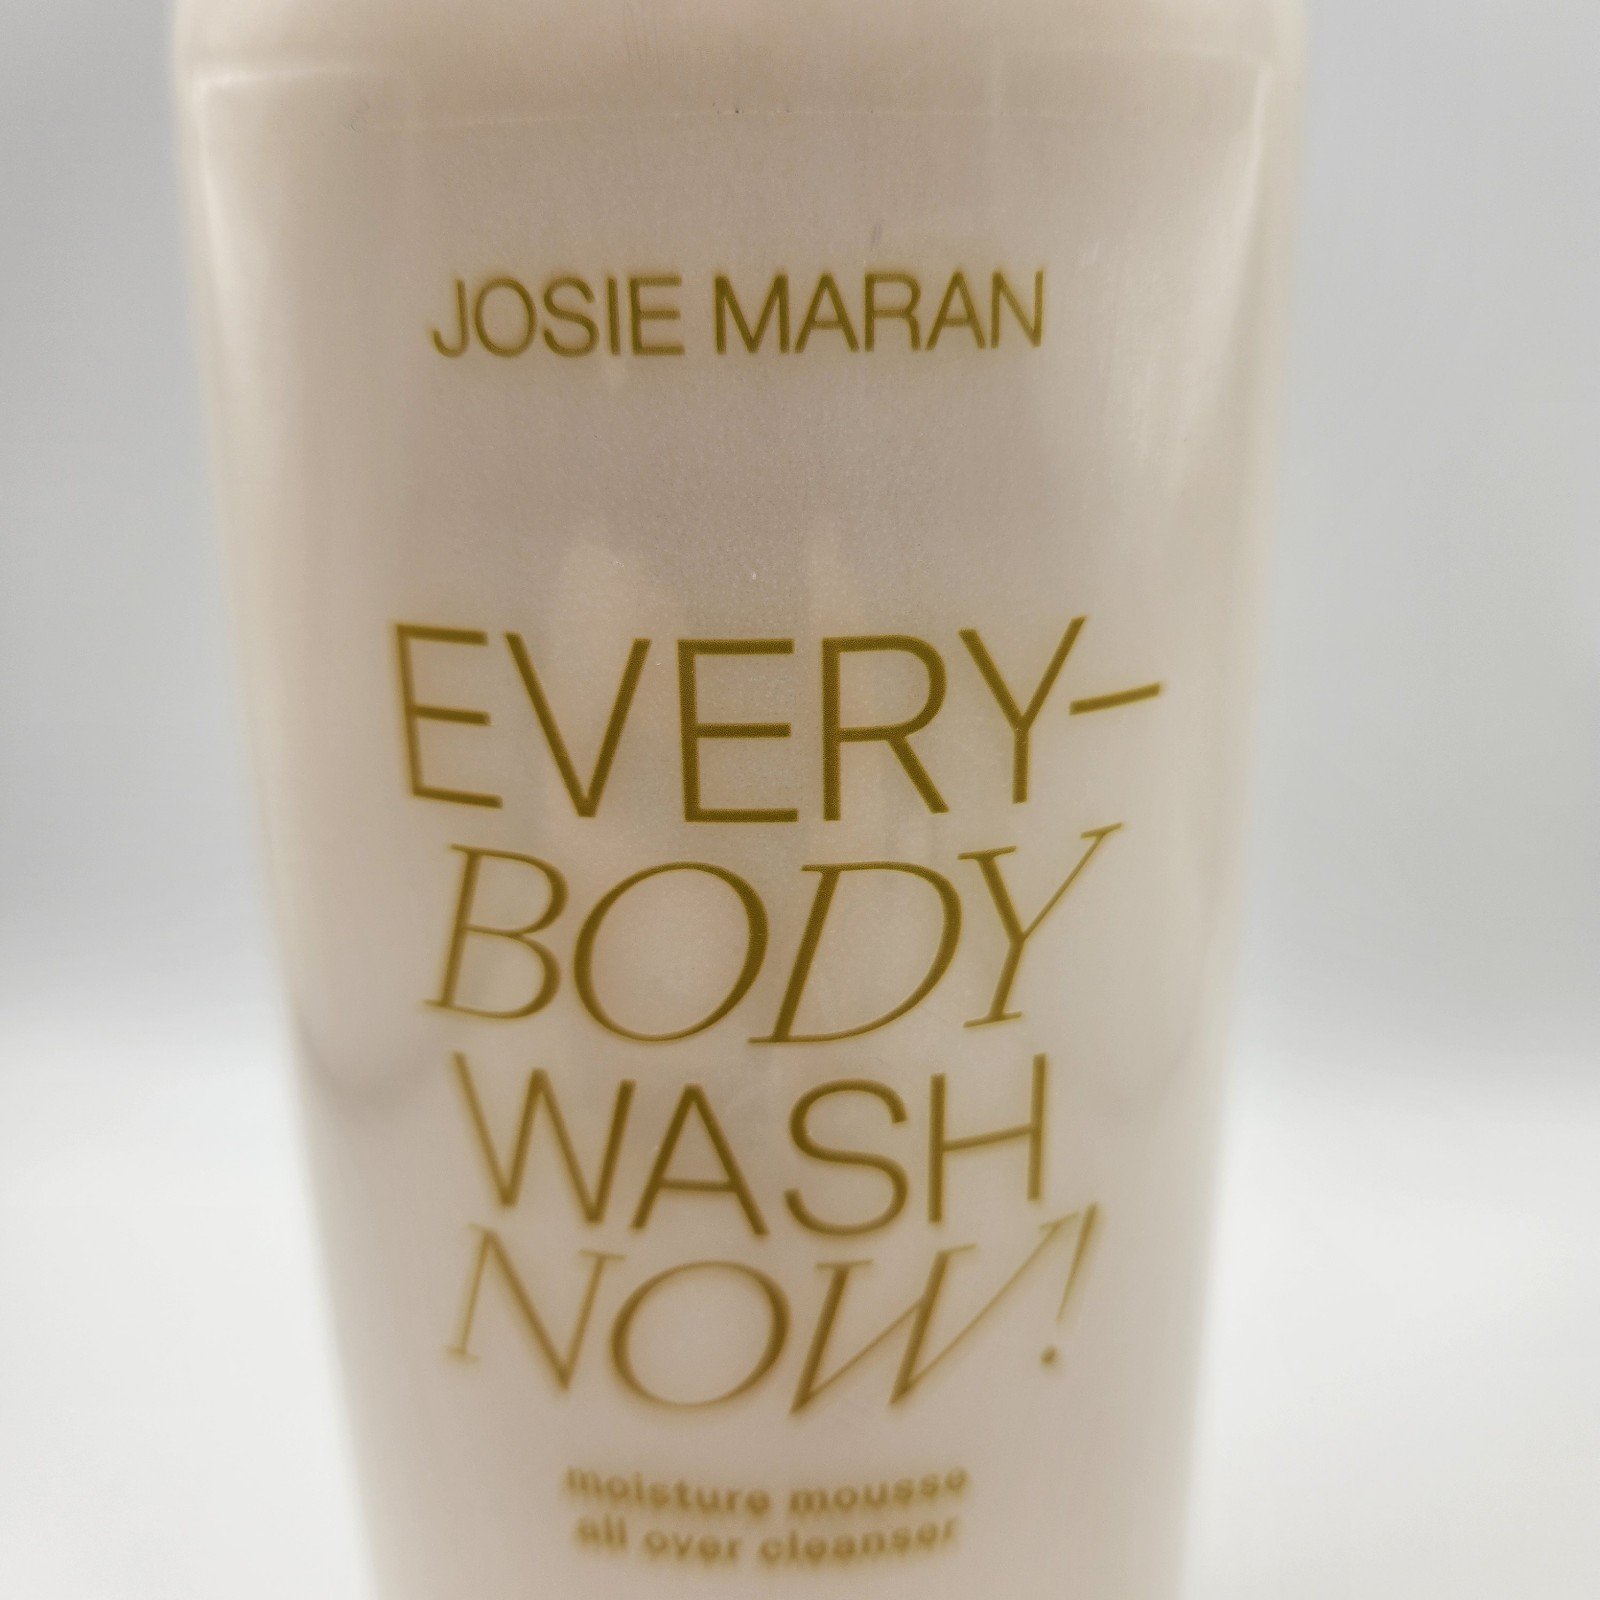 JOSIE MARAN
EVERY-
BODY
WASH
NOW!
moisture mousse
all over cleanser